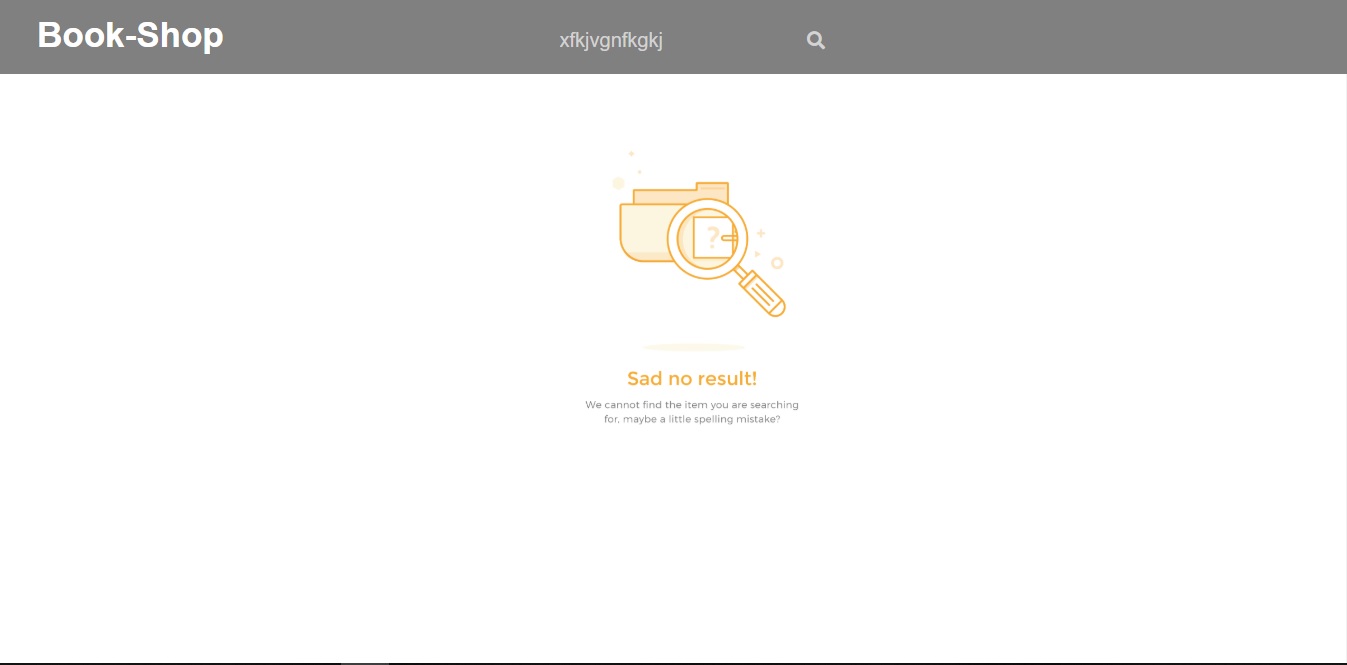 Book-Shop
xfkjvgnfkgkj
?
Sad no result!
We cannot find the item you are searching
for, maybe a little spelling mistake?